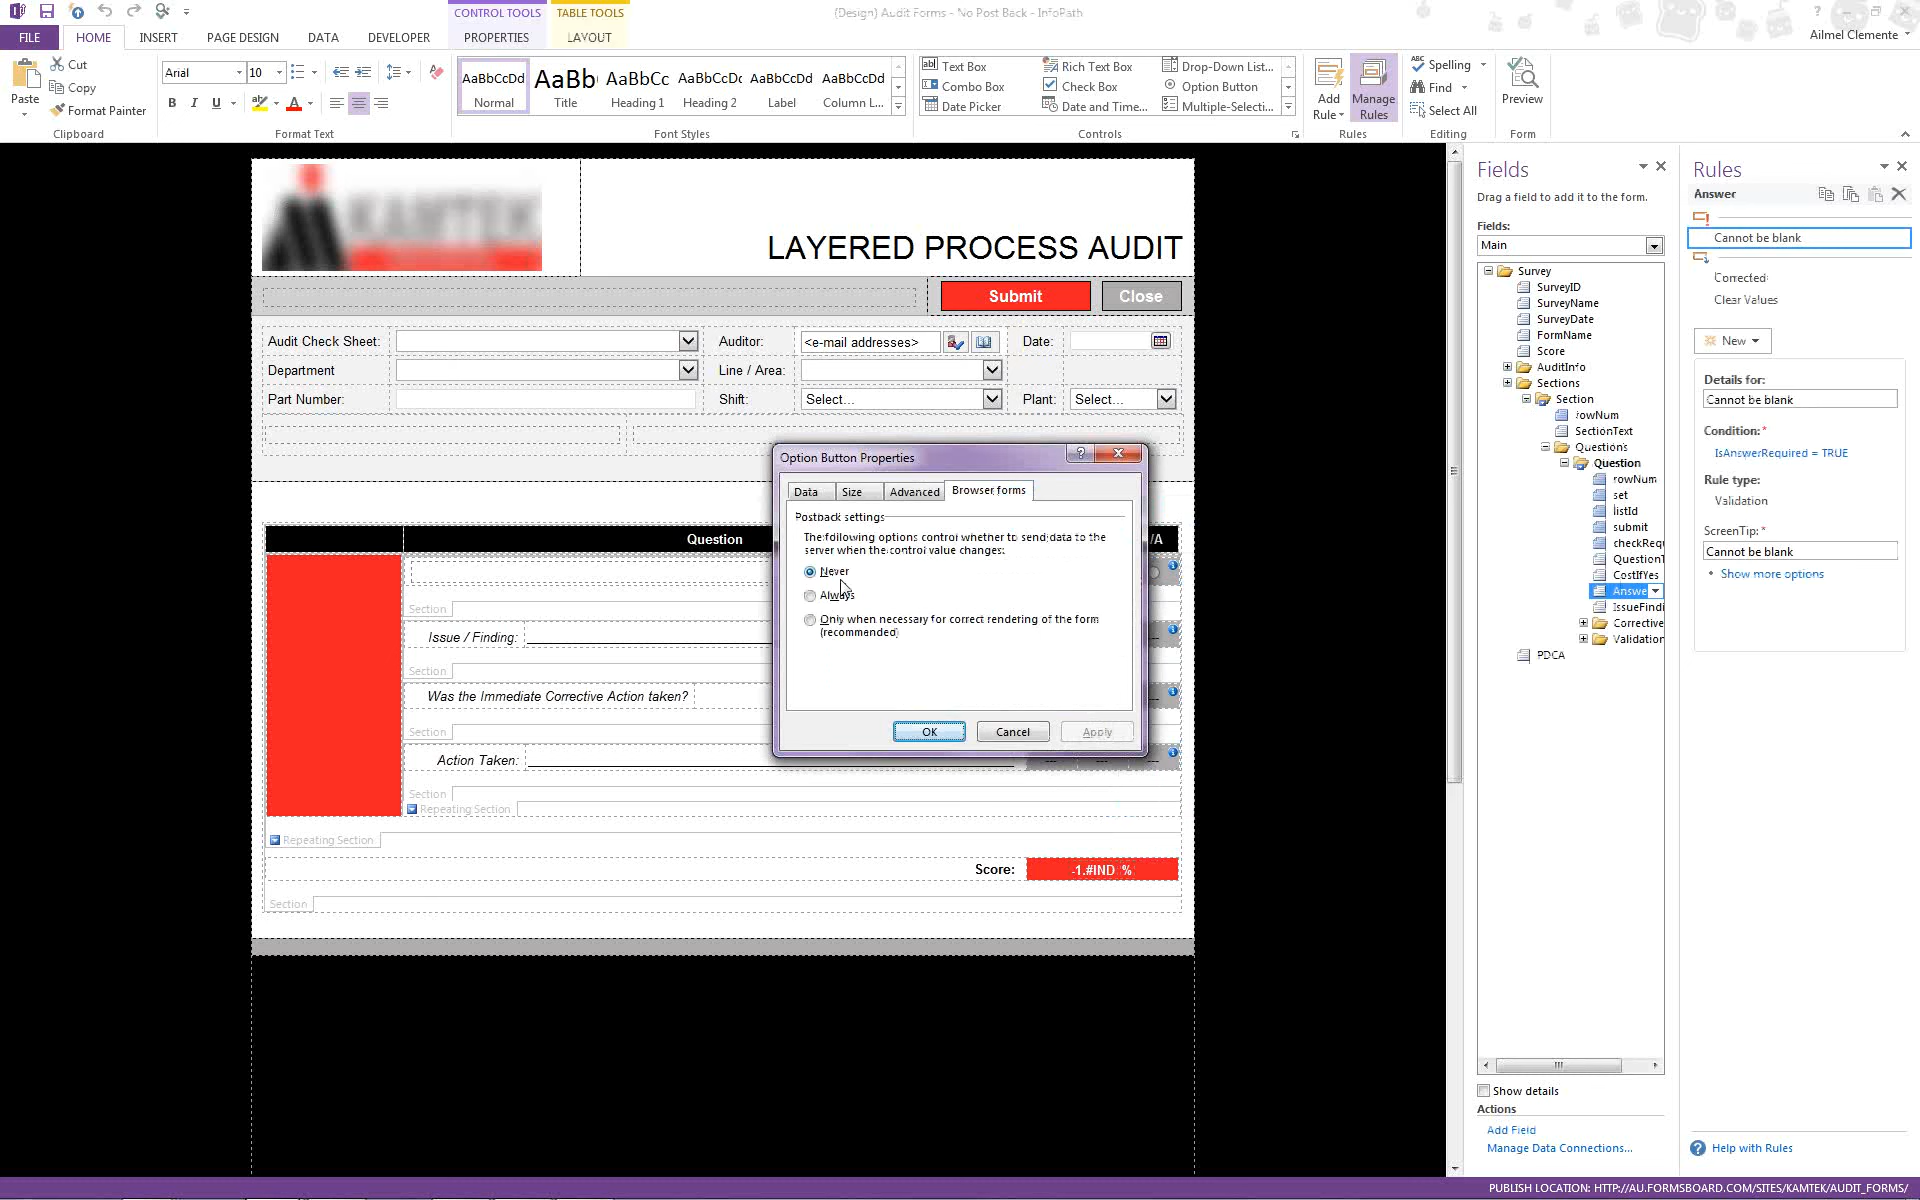 (Design) Audit Forms - No Post Back - InfoPath
CONTROL TOOLS
TABLE TOOLS
FILE
HOME
INSERT
PAGE DESIGN
DATA
DEVELOPER
PROPERTIES
LAYOUT
Ailmel Clemente
Paste
Cut
Copy
Format Painter
Clipboard
Arial
10
B I U
Format Text
AaBbCcDd
Normal
AaBb
Title
AaBbCc
Heading 1
AaBbCcDc
Heading 2
AaBbCcDd
Label
AaBbCcDd
Column L...
Font Styles
Text Box
Rich Text Box
Drop-Down List...
Combo Box
Check Box
Option Button
Date Picker
Date and Time...
Multiple-Selecti...
Controls
Add Rule
Manage Rules
Rules
Spelling
Find
Select All
Editing
Preview
Form
KAMTEK
LAYERED PROCESS AUDIT
Submit
Close
Audit Check Sheet:
Auditor:
<e-mail addresses>
Date:
Department
Line / Area:
Part Number:
Shift:
Select...
Plant:
Select...
Question
/A
Section
Issue / Finding:
Section
Was the Immediate Corrective Action taken?
Section
Action Taken:
Section
Repeating Section
Repeating Section
Score:
-1.#IND %
Section
Option Button Properties
Data
Size
Advanced
Browser forms
Postback settings
The following options control whether to send data to the
server when the control value changes:
Never
Always
Only when necessary for correct rendering of the form
(recommended)
OK
Cancel
Apply
Fields
Drag a field to add it to the form.
Fields:
Main
Survey
SurveyID
SurveyName
SurveyDate
FormName
Score
AuditInfo
Sections
Section
rowNum
SectionText
Questions
Question
rowNum
set
listId
submit
checkRequ
QuestionT
CostIfYes
Answe
IssueFindi
Corrective
Validation
PDCA
Show details
Actions
Add Field
Manage Data Connections...
Rules
Answer
Cannot be blank
Corrected:
Clear Values
New
Details for:
Cannot be blank
Condition:*
IsAnswerRequired = TRUE
Rule type:
Validation
ScreenTip:*
Cannot be blank
Show more options
Help with Rules
PUBLISH LOCATION: HTTP://AU.FORMSBOARD.COM/SITES/KAMTEK/AUDIT_FORMS/